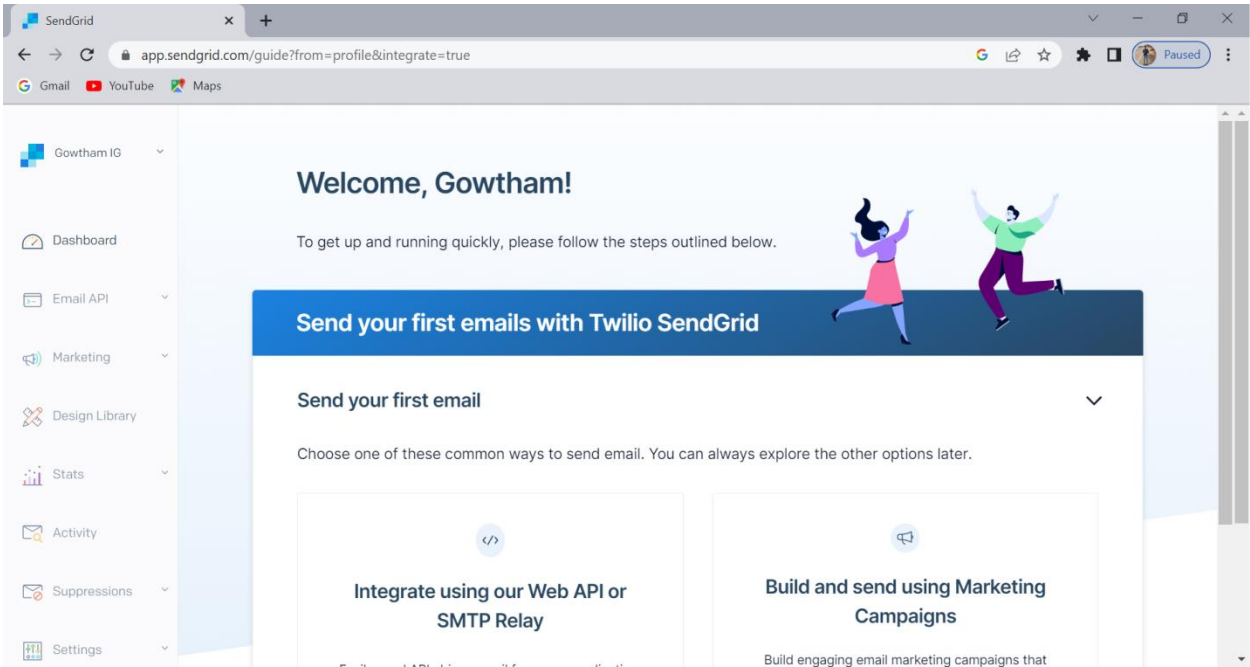 SendGrid
app.sendgrid.com/guide?from=profile&integrate=true
Paused
Gmail YouTube Maps
Gowtham IG
Dashboard
Email API
Marketing
Design Library
Stats
Activity
Suppressions
Settings
Welcome, Gowtham!
To get up and running quickly, please follow the steps outlined below.
Send your first emails with Twilio SendGrid
Send your first email
Choose one of these common ways to send email. You can always explore the other options later.
Integrate using our Web API or
SMTP Relay
Build and send using Marketing
Campaigns
Build engaging email marketing campaigns that